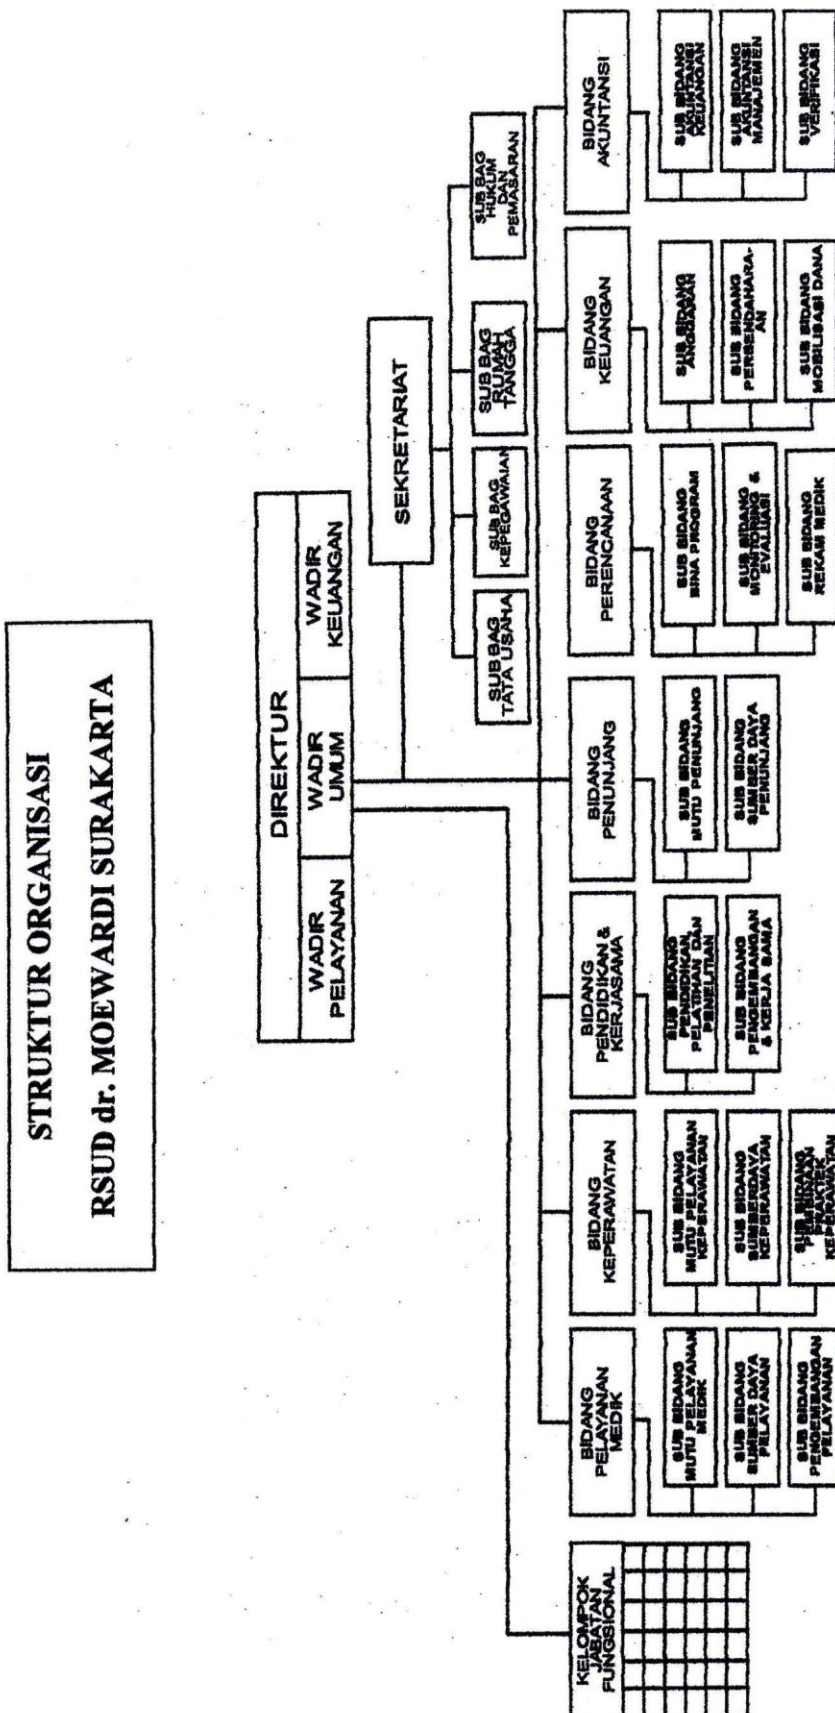 STRUKTUR ORGANISASI
RSUD dr. MOEWARDI SURAKARTA
DIREKTUR
WADIR
PELAYANAN
WADIR
UMUM
WADIR
KEUANGAN
SEKRETARIAT
SUB BAG
TATA USAHA
SUB BAG
KEPEGAWAIAN
SUB BAG
RUMAH
TANGGA
SUB BAG
HUKUM
DAN
PEMASARAN
KELOMPOK
JABATAN
FUNGSIONAL
BIDANG
PELAYANAN
MEDIK
SUB BIDANG
MUTU PELAYANAN
MEDIK
SUB BIDANG
SUMBER DAYA
PELAYANAN
SUB BIDANG
PENGEMBANGAN
PELAYANAN
BIDANG
KEPERAWATAN
SUB BIDANG
MUTU PELAYANAN
KEPERAWATAN
SUB BIDANG
SUMBERDAYA
KEPERAWATAN
SUB BIDANG
PEMBINAAN
PRAKTEK
KEPERAWATAN
BIDANG
PENDIDIKAN &
KERJASAMA
SUB BIDANG
PENDIDIKAN,
PELATIHAN DAN
PENELITIAN
SUB BIDANG
PENGEMBANGAN
& KERJA SAMA
BIDANG
PENUNJANG
SUB BIDANG
MUTU PENUNJANG
SUB BIDANG
SUMBER DAYA
PENUNJANG
BIDANG
PERENCANAAN
SUB BIDANG
BINA PROGRAM
SUB BIDANG
MONITORING &
EVALUASI
SUB BIDANG
REKAM MEDIK
BIDANG
KEUANGAN
SUB BIDANG
ANGGARAN
SUB BIDANG
PERBENDAHARA-
AN
SUB BIDANG
MOBILISASI DANA
BIDANG
AKUNTANSI
SUB BIDANG
AKUNTANSI
KEUANGAN
SUB BIDANG
AKUNTANSI
MANAJEMEN
SUB BIDANG
VERIFIKASI